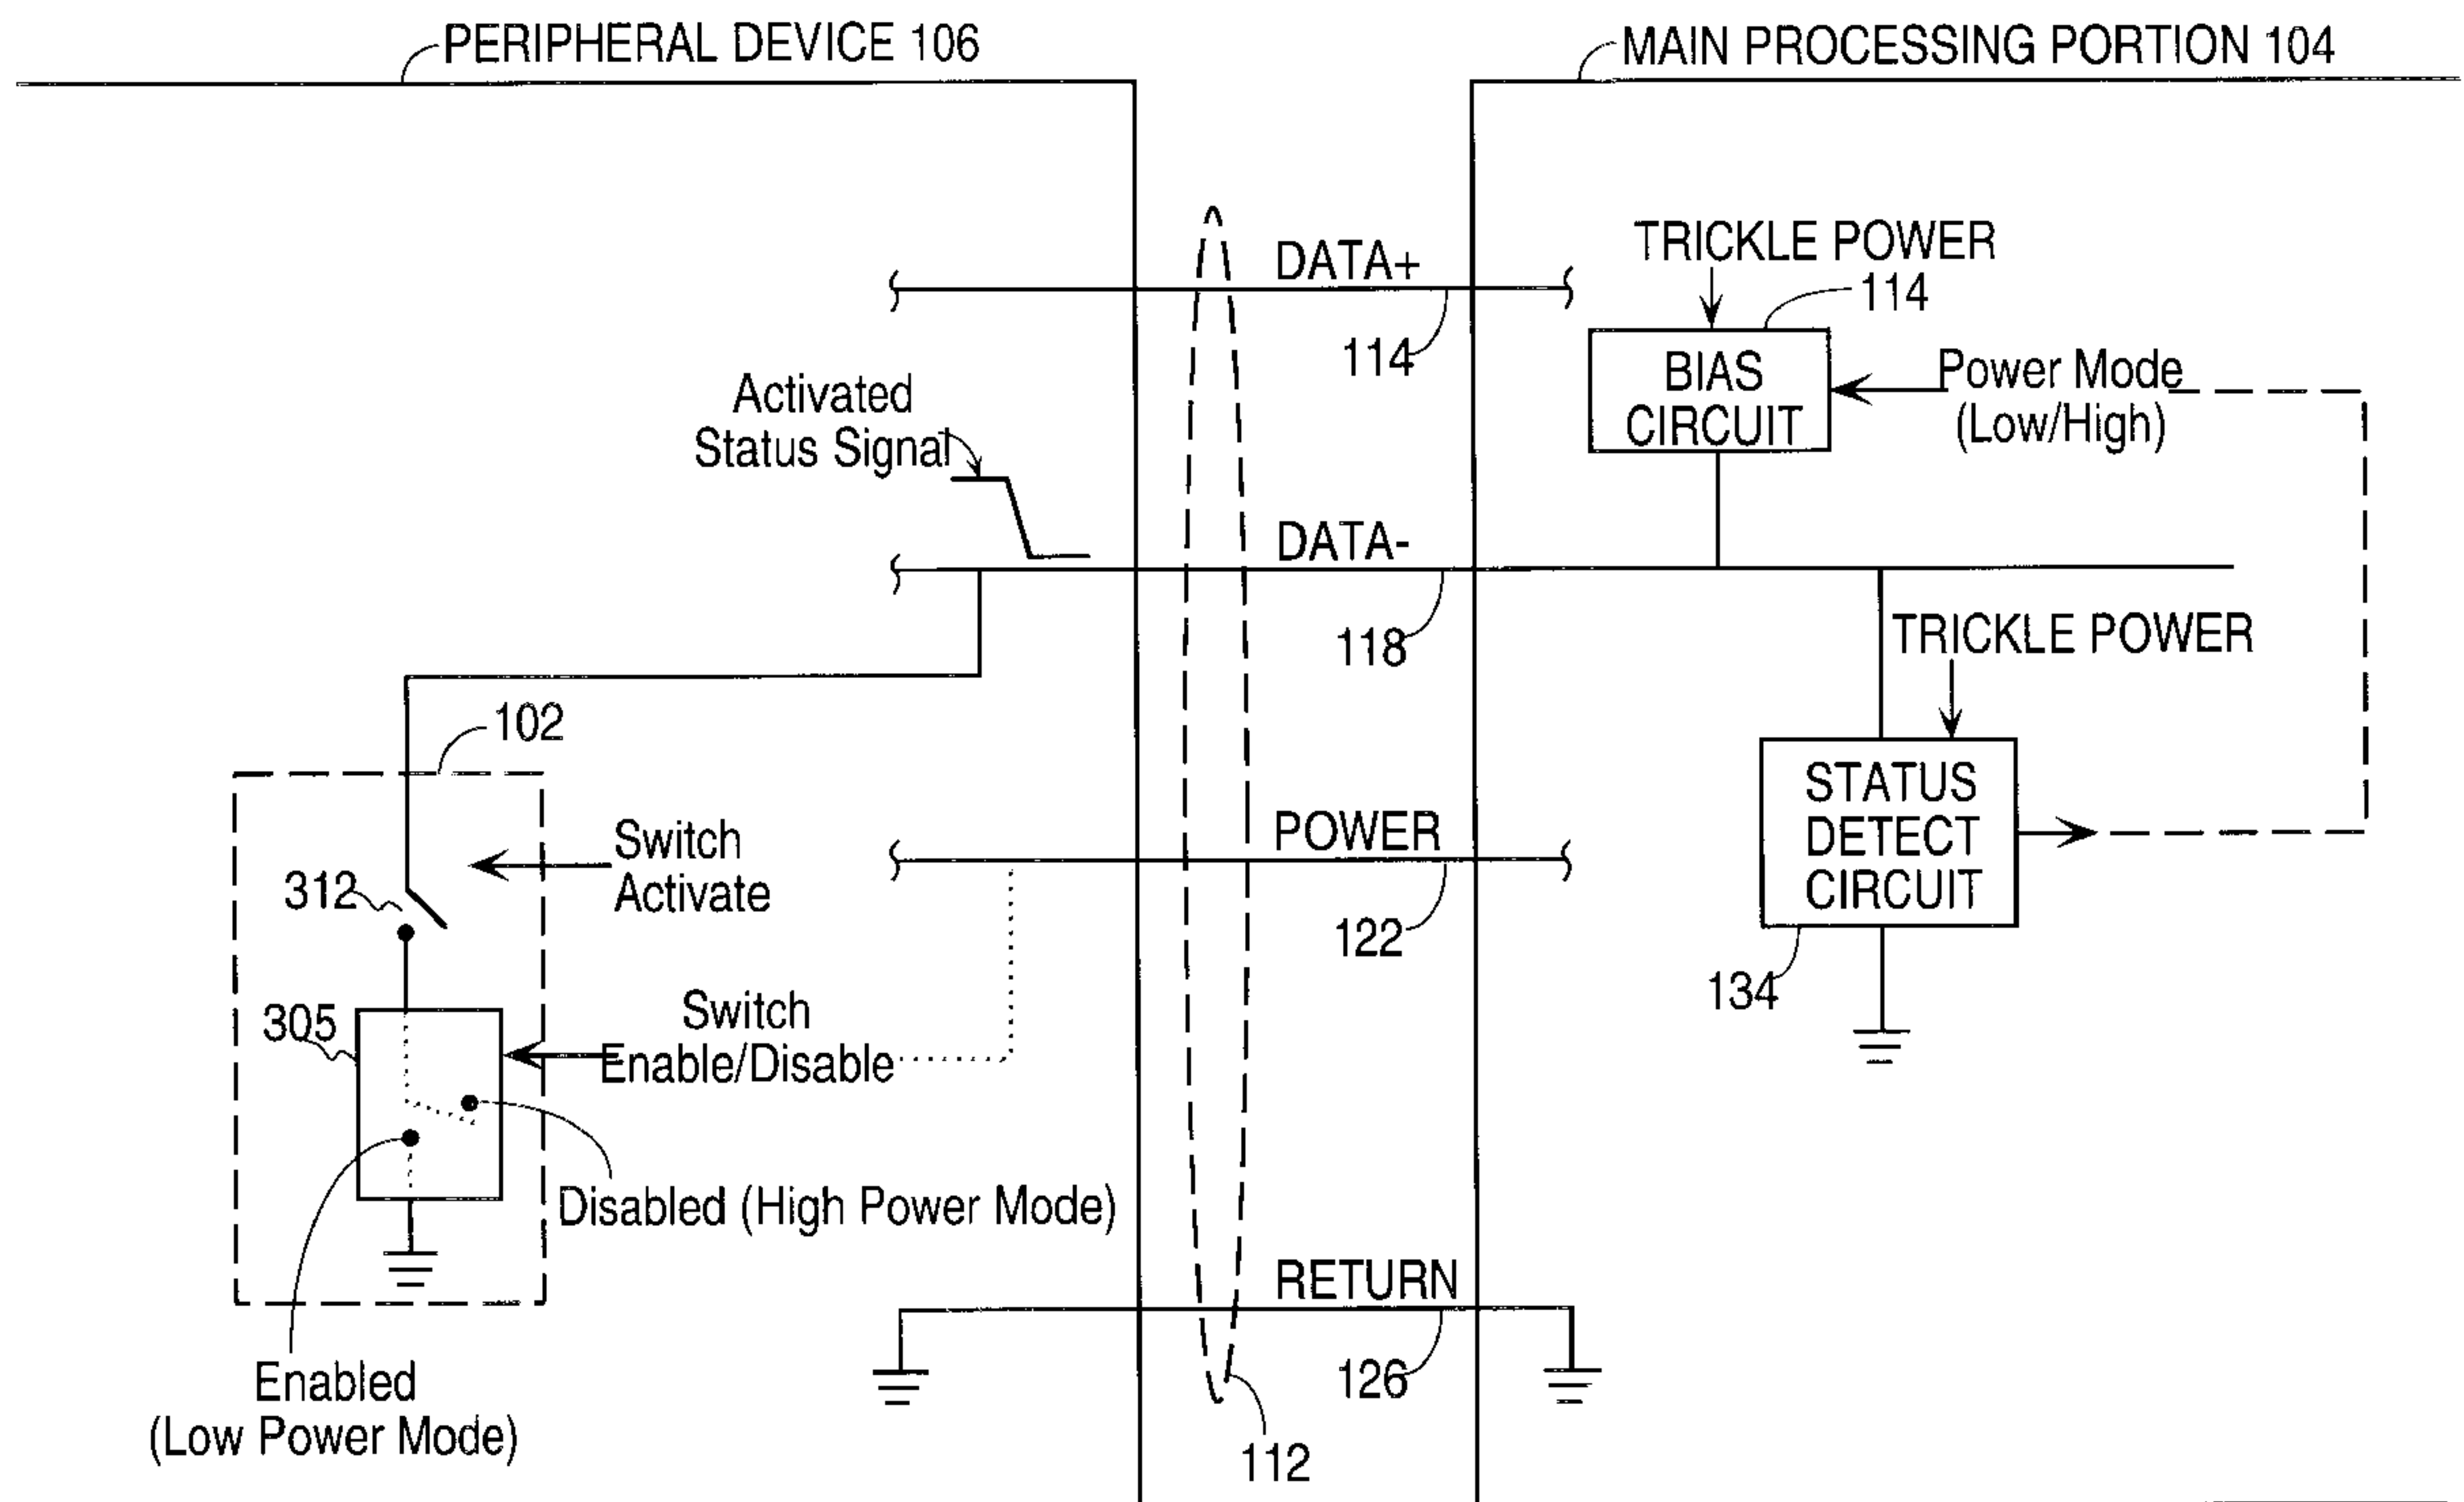 PERIPHERAL DEVICE 106
MAIN PROCESSING PORTION 104
DATA+
114
TRICKLE POWER
114
BIAS
CIRCUIT
Power Mode
(Low/High)
Activated
Status Signal
DATA-
118
TRICKLE POWER
102
STATUS
DETECT
CIRCUIT
134
Switch
Activate
312
POWER
122
305
Switch
Enable/Disable
Disabled (High Power Mode)
Enabled
(Low Power Mode)
RETURN
126
112